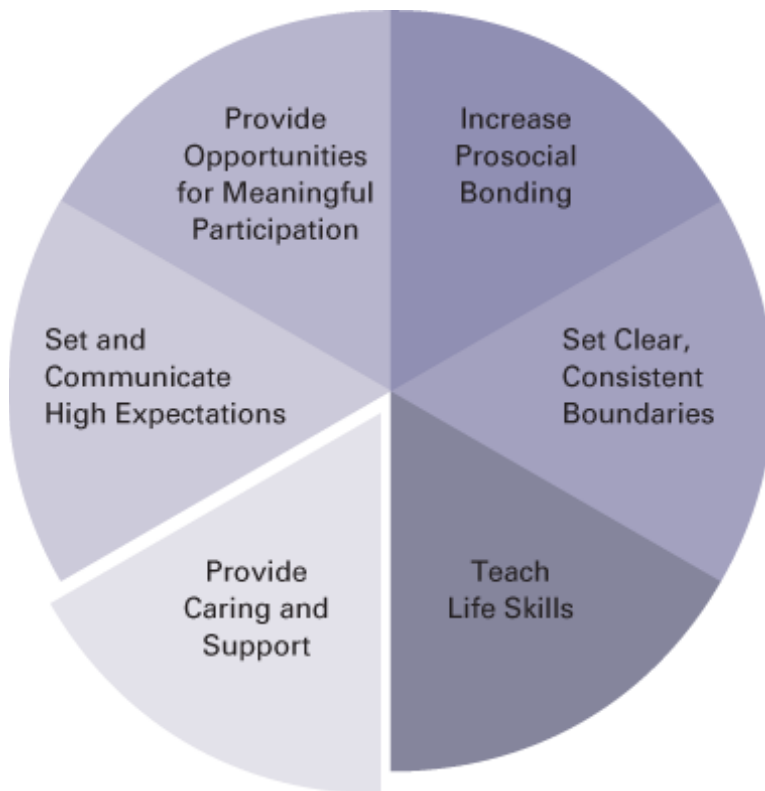 Provide
Opportunities
for Meaningful
Participation
Increase
Prosocial
Bonding
Set and
Communicate
High Expectations
Set Clear,
Consistent
Boundaries
Provide
Caring and
Support
Teach
Life Skills